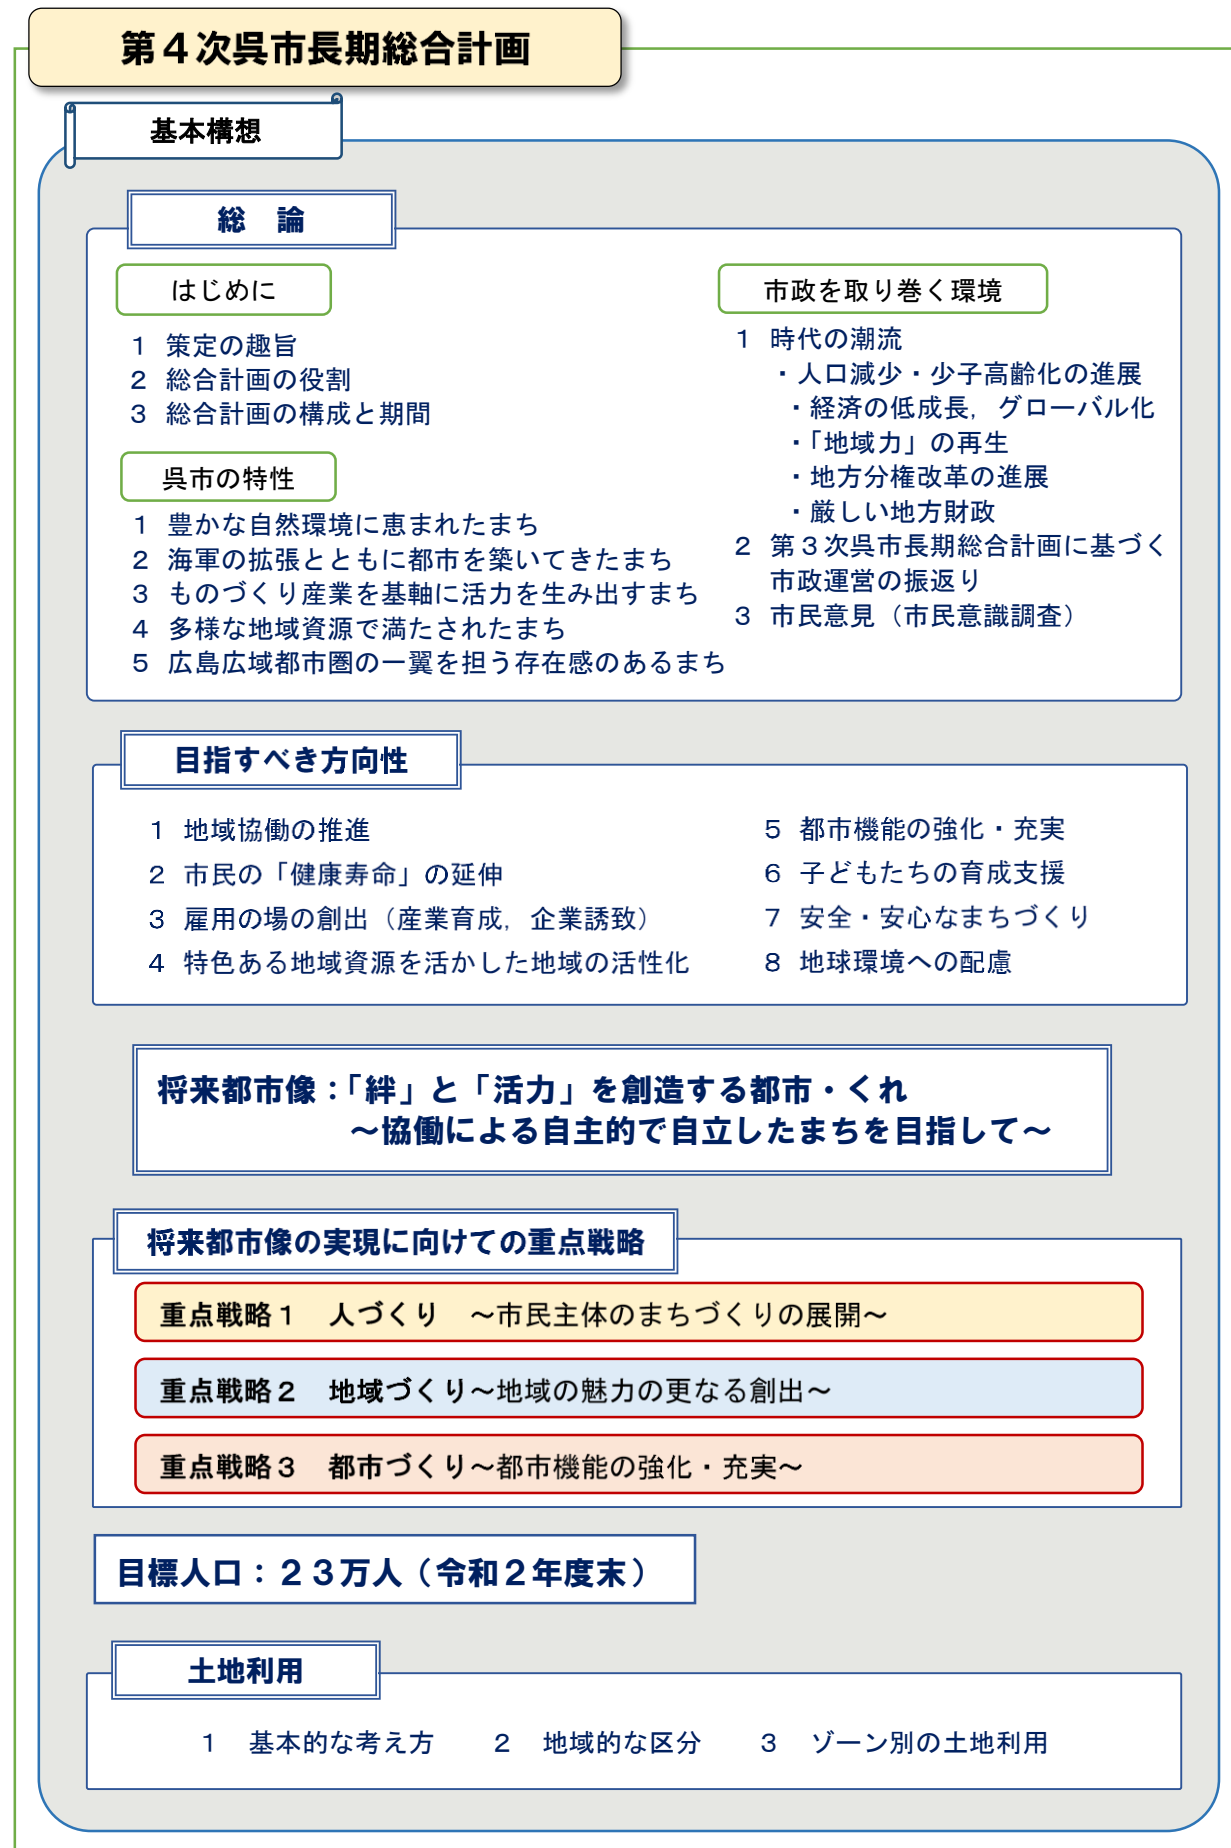 第４次呉市長期総合計画
基本構想
総　論
はじめに
１ 策定の趣旨
２ 総合計画の役割
３ 総合計画の構成と期間
呉市の特性
１ 豊かな自然環境に恵まれたまち
２ 海軍の拡張とともに都市を築いてきたまち
３ ものづくり産業を基軸に活力を生み出すまち
４ 多様な地域資源で満たされたまち
５ 広島広域都市圏の一翼を担う存在感のあるまち
市政を取り巻く環境
１ 時代の潮流
・人口減少・少子高齢化の進展
・経済の低成長，グローバル化
・「地域力」の再生
・地方分権改革の進展
・厳しい地方財政
２ 第３次呉市長期総合計画に基づく
市政運営の振返り
３ 市民意見（市民意識調査）
目指すべき方向性
１ 地域協働の推進
２ 市民の「健康寿命」の延伸
３ 雇用の場の創出（産業育成，企業誘致）
４ 特色ある地域資源を活かした地域の活性化
５ 都市機能の強化・充実
６ 子どもたちの育成支援
７ 安全・安心なまちづくり
８ 地球環境への配慮
将来都市像：「絆」と「活力」を創造する都市・くれ
～協働による自主的で自立したまちを目指して～
将来都市像の実現に向けての重点戦略
重点戦略１　人づくり　～市民主体のまちづくりの展開～
重点戦略２　地域づくり～地域の魅力の更なる創出～
重点戦略３　都市づくり～都市機能の強化・充実～
目標人口：２３万人（令和２年度末）
土地利用
１　基本的な考え方　　２　地域的な区分　　３　ゾーン別の土地利用